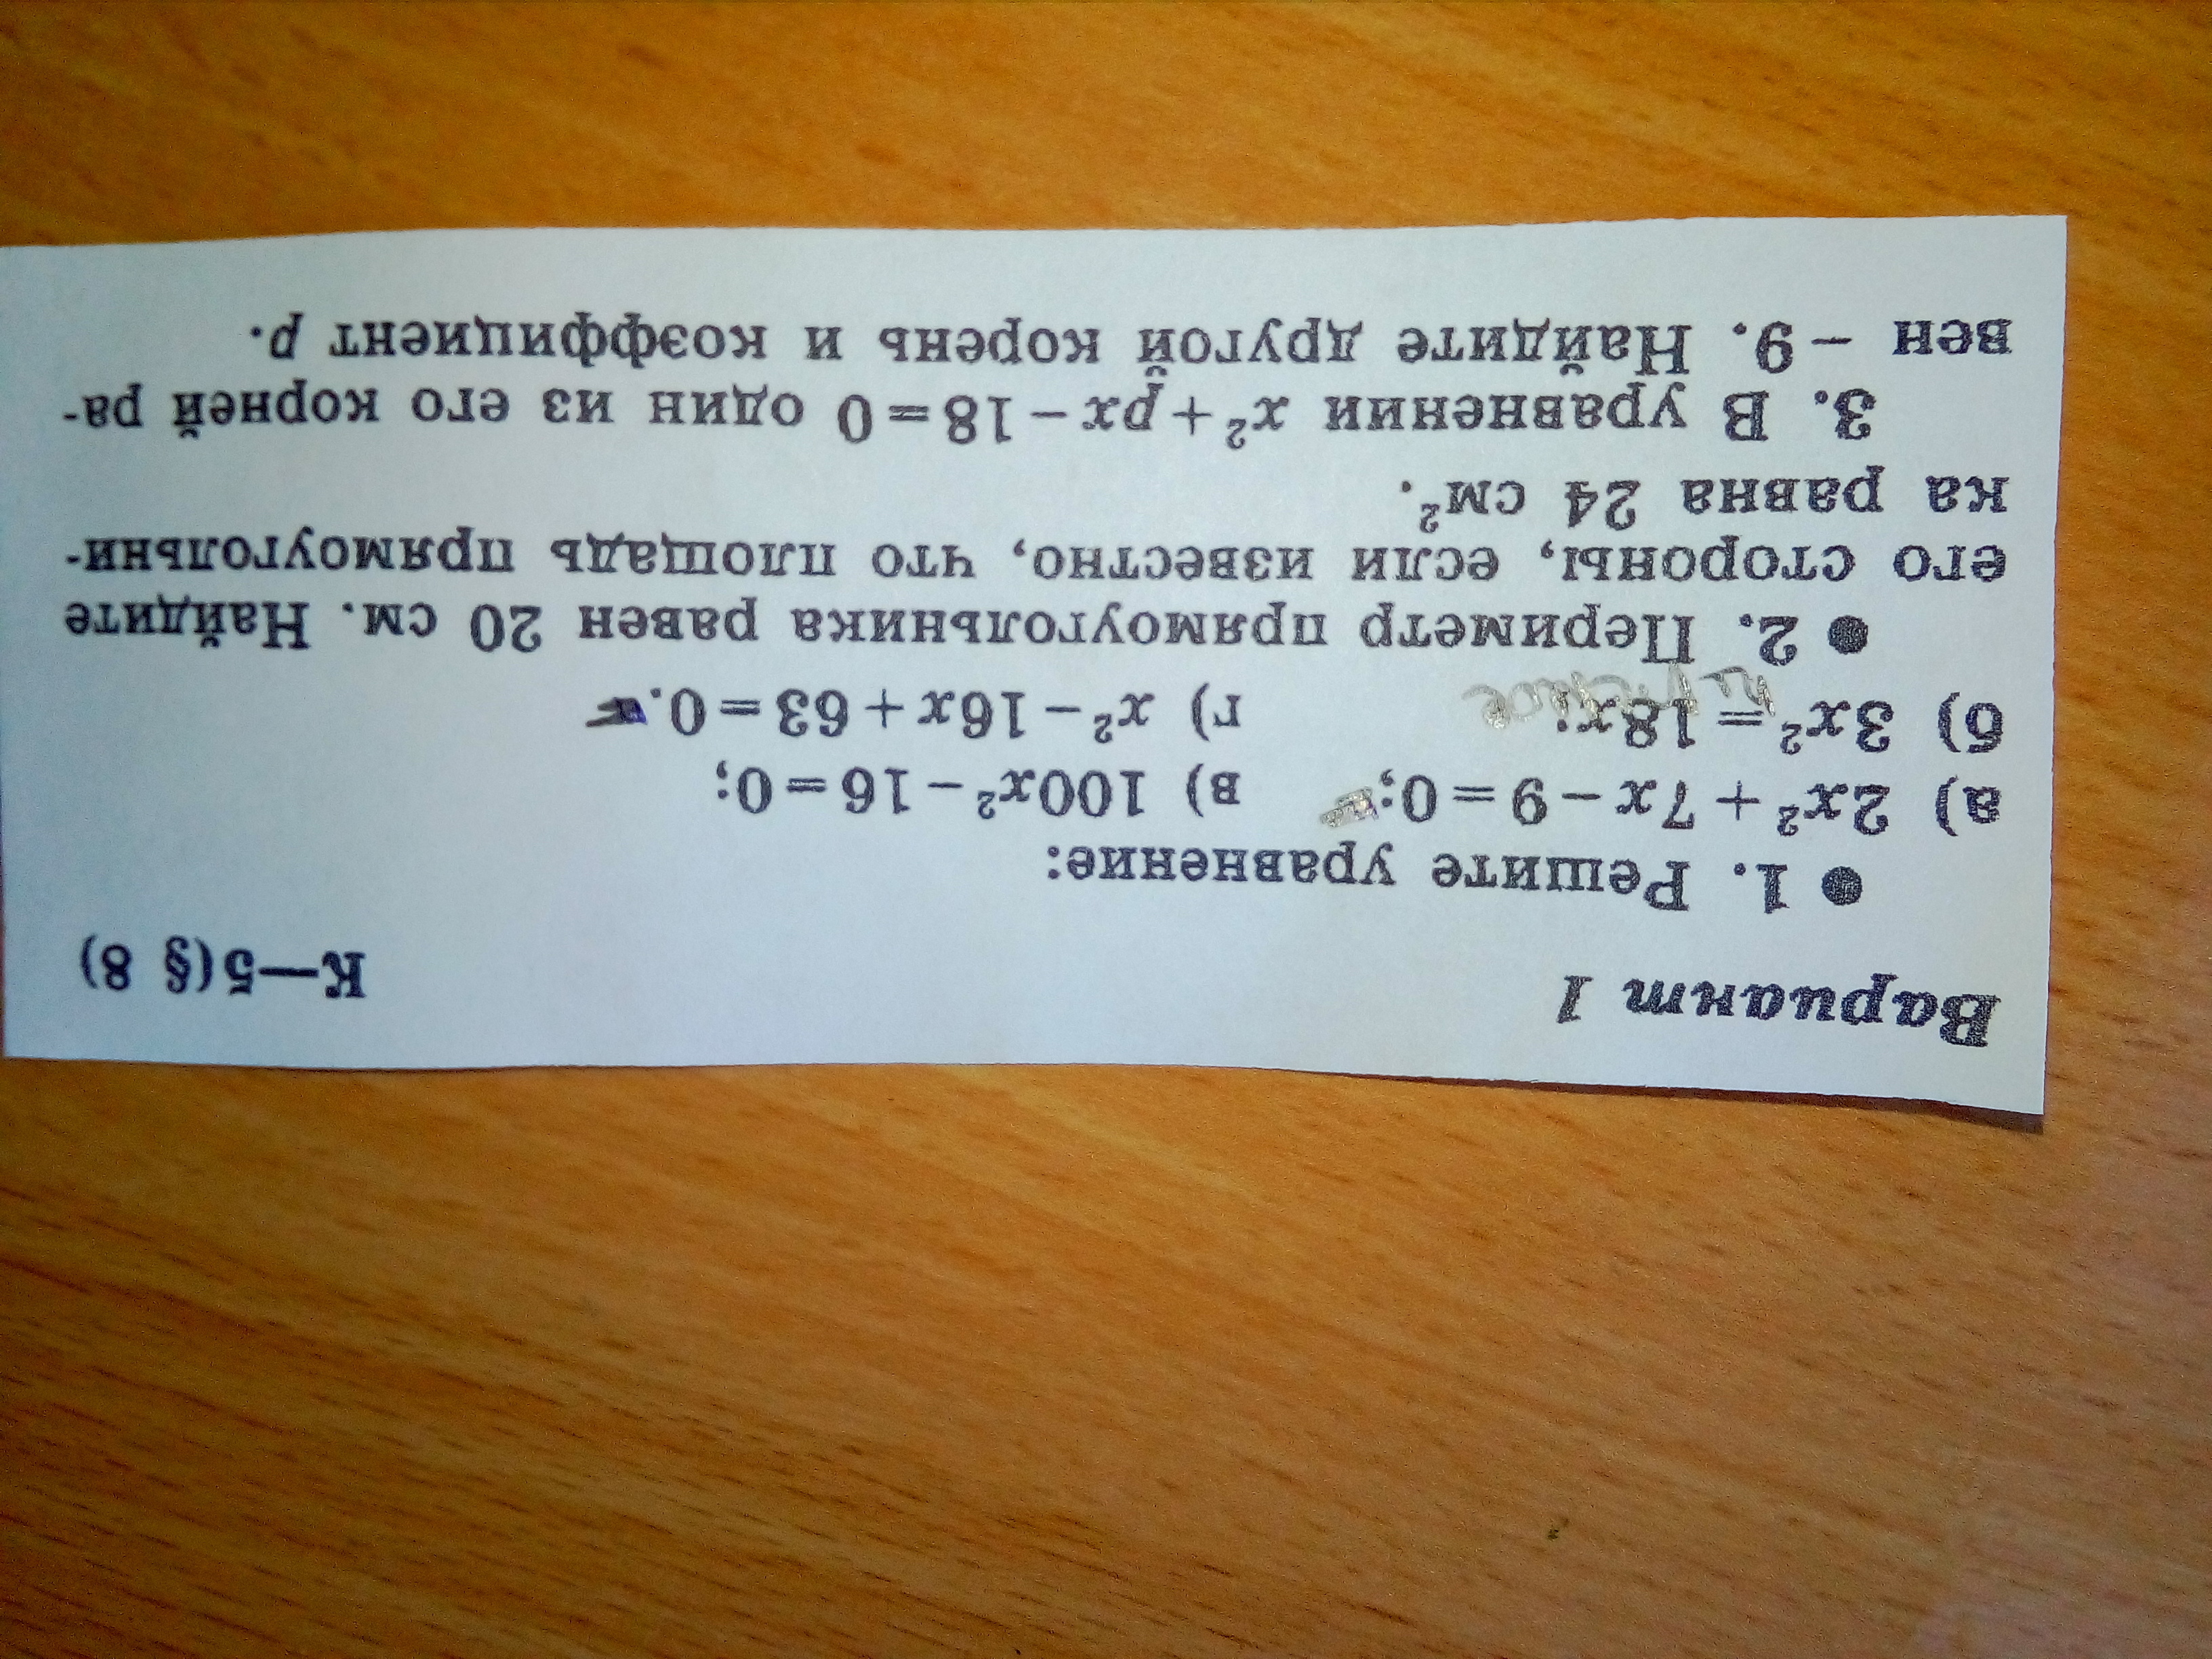 Вариант 1 К—5(§ 8)
● 1. Решите уравнение:
а) 2x² + 7x − 9 = 0; в) 100x² − 16 = 0;
б) 3x² = 18x; г) x² − 16x + 63 = 0.
● 2. Периметр прямоугольника равен 20 см. Найдите
его стороны, если известно, что площадь прямоугольни-
ка равна 24 см².
3. В уравнении x² + px − 18 = 0 один из его корней ра-
вен − 9. Найдите другой корень и коэффициент p.